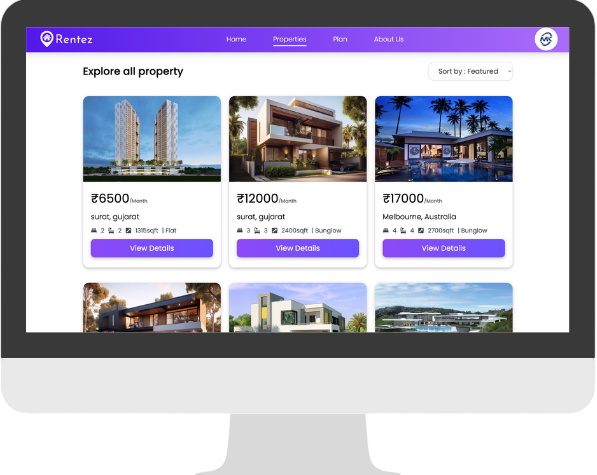 Rentez
Home Properties Plan About Us
Explore all property
Sort by : Featured
₹6500/Month
surat, gujarat
2 2 1315sqft | Flat
View Details
₹12000/Month
surat, gujarat
3 3 2400sqft | Bunglow
View Details
₹17000/Month
Melbourne, Australia
4 4 2700sqft | Bunglow
View Details